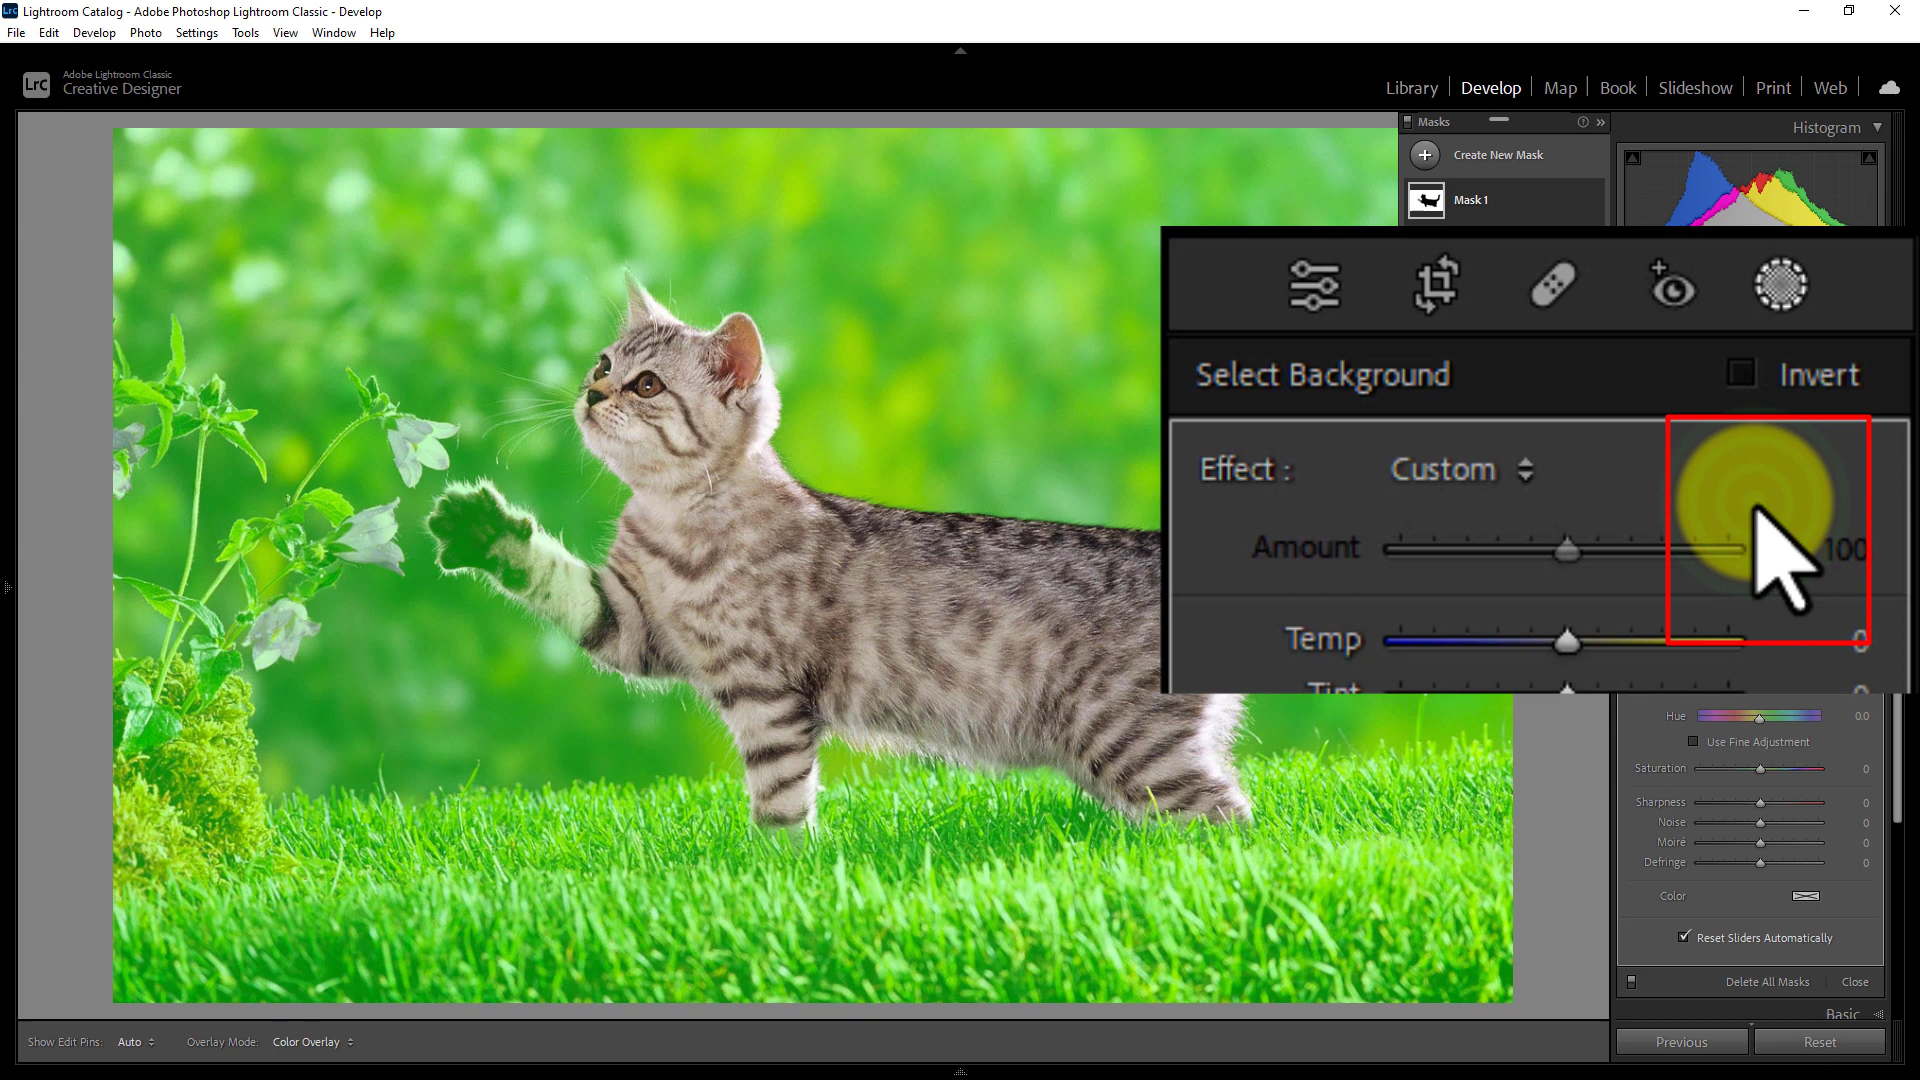 Lrc Lightroom Catalog - Adobe Photoshop Lightroom Classic - Develop
File Edit Develop Photo Settings Tools View Window Help
LrC Adobe Lightroom Classic
Creative Designer
Library Develop Map Book Slideshow Print Web
Masks
Histogram
Create New Mask
Mask 1
Select Background Invert
Effect : Custom
Amount 100
Temp 0
Tint 0
Hue 0.0
Use Fine Adjustment
Saturation 0
Sharpness 0
Noise 0
Moiré 0
Defringe 0
Color
Reset Sliders Automatically
Delete All Masks Close
Basic
Show Edit Pins: Auto Overlay Mode: Color Overlay
Previous Reset